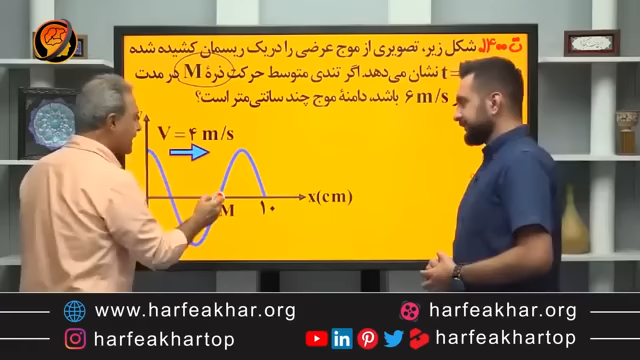 ت ۱۴۰۰ شکل زیر، تصویری از موج عرضی را در یک ریسمان کشیده شده
t = نشان می‌دهد. اگر تندی متوسط حرکت ذرهٔ M در مدت
۶ m/s باشد، دامنهٔ موج چند سانتی‌متر است؟
V = ۴ m/s
x(cm)
M
۱۰
www.harfeakhar.org
harfeakhar.org
harfeakhartop
harfeakhartop